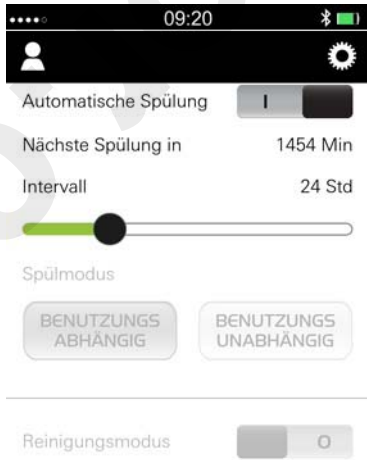 09:20
Automatische Spülung I
Nächste Spülung in 1454 Min
Intervall 24 Std
Spülmodus
BENUTZUNGS BENUTZUNGS
ABHÄNGIG UNABHÄNGIG
Reinigungsmodus O